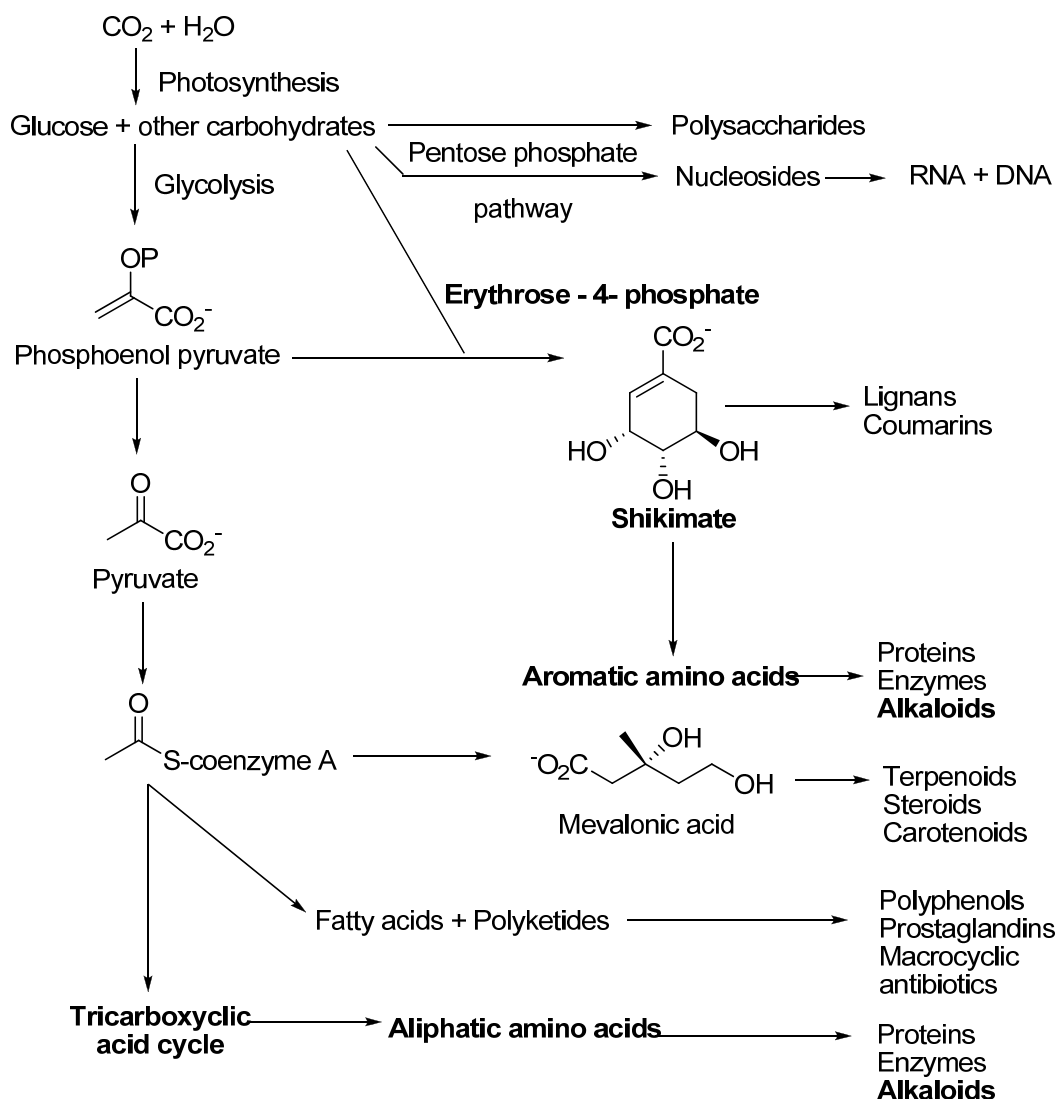 CO2 + H2O
Photosynthesis
Glucose + other carbohydrates
Polysaccharides
Pentose phosphate
pathway
Nucleosides
RNA + DNA
Glycolysis
OP
CO2-
Phosphoenol pyruvate
Erythrose - 4- phosphate
CO2-
HO
OH
OH
Shikimate
Lignans
Coumarins
O
CO2-
Pyruvate
Aromatic amino acids
Proteins
Enzymes
Alkaloids
O
S-coenzyme A
-O2C
OH
OH
Mevalonic acid
Terpenoids
Steroids
Carotenoids
Fatty acids + Polyketides
Polyphenols
Prostaglandins
Macrocyclic
antibiotics
Tricarboxyclic
acid cycle
Aliphatic amino acids
Proteins
Enzymes
Alkaloids